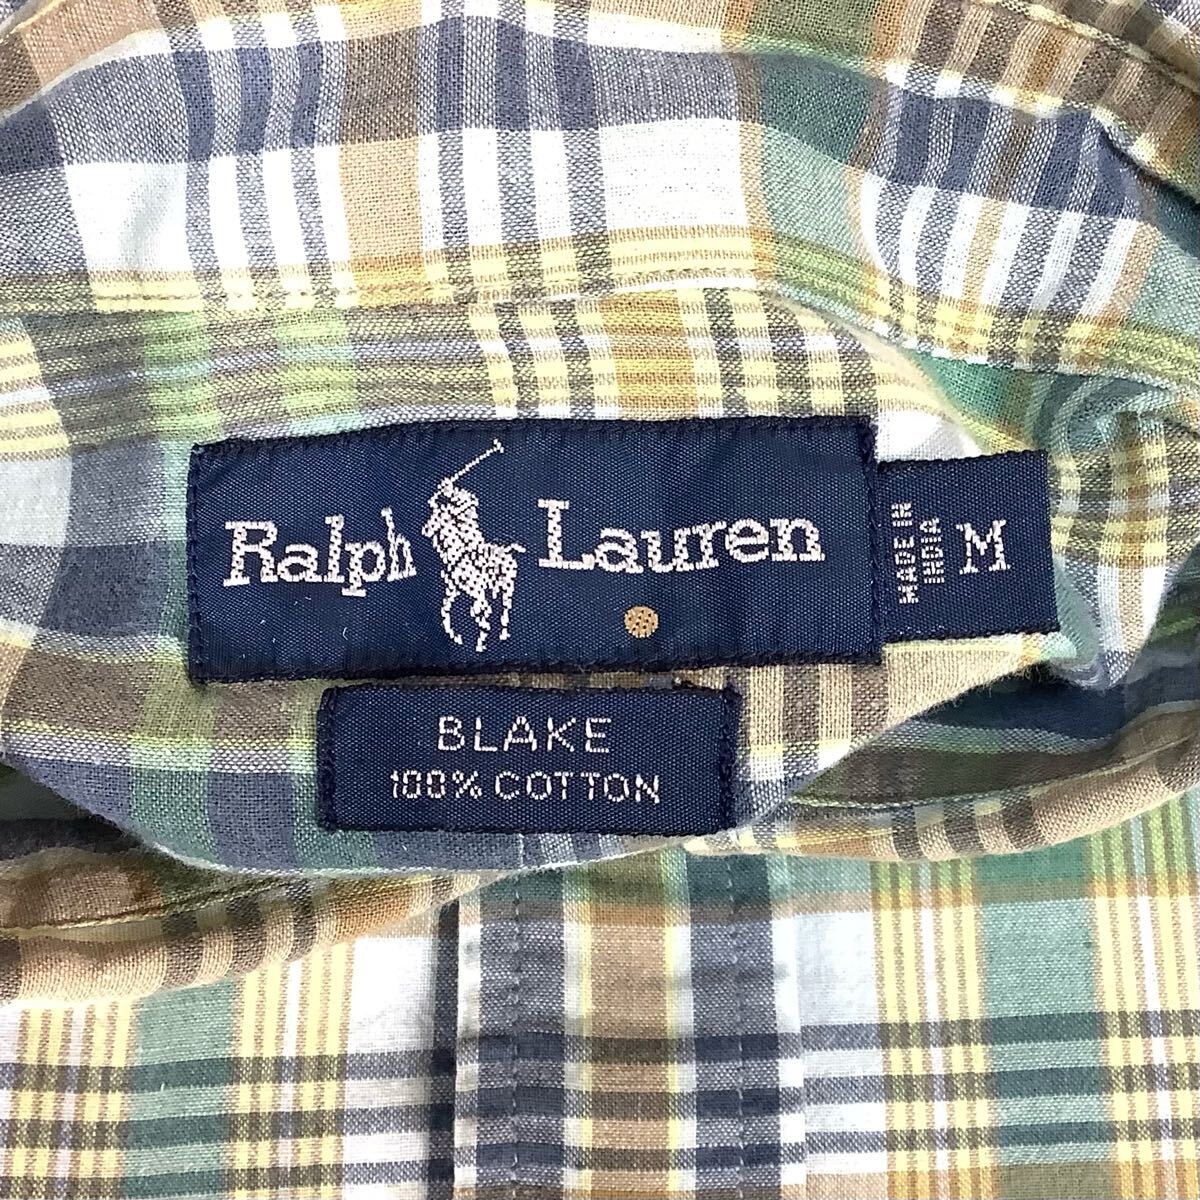 Ralph Lauren
MADE IN
INDIA
M
BLAKE
100% COTTON